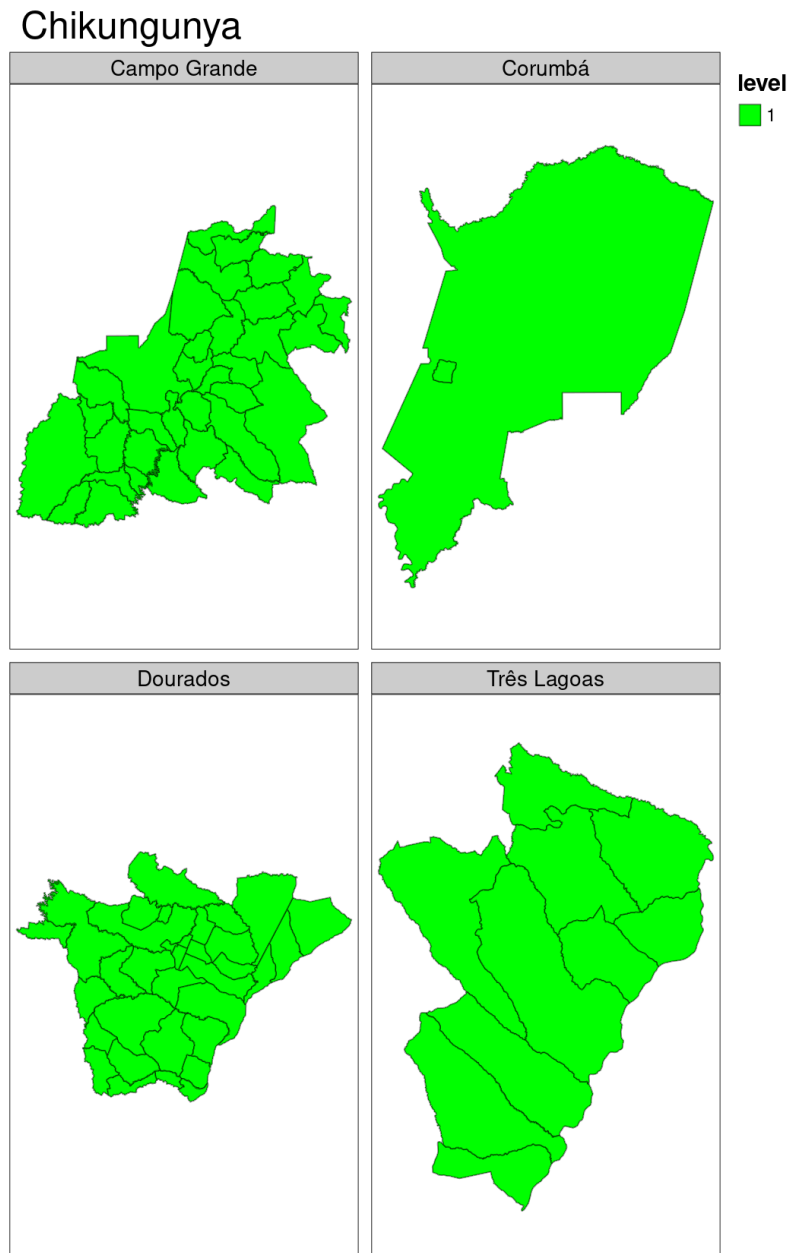 Chikungunya
Campo Grande
Corumbá
level
1
Dourados
Três Lagoas